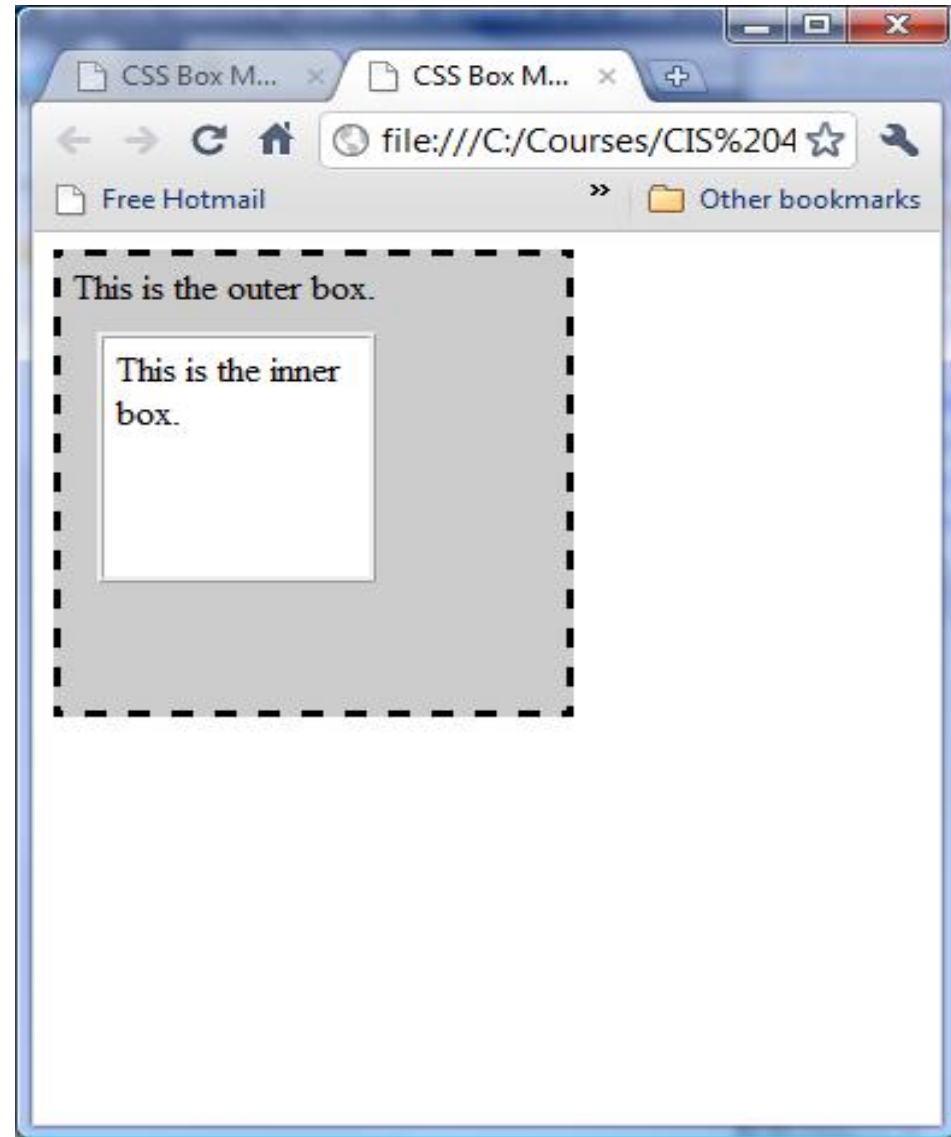 CSS Box M... CSS Box M...
file:///C:/Courses/CIS%204
Free Hotmail » Other bookmarks
This is the outer box.
This is the inner
box.